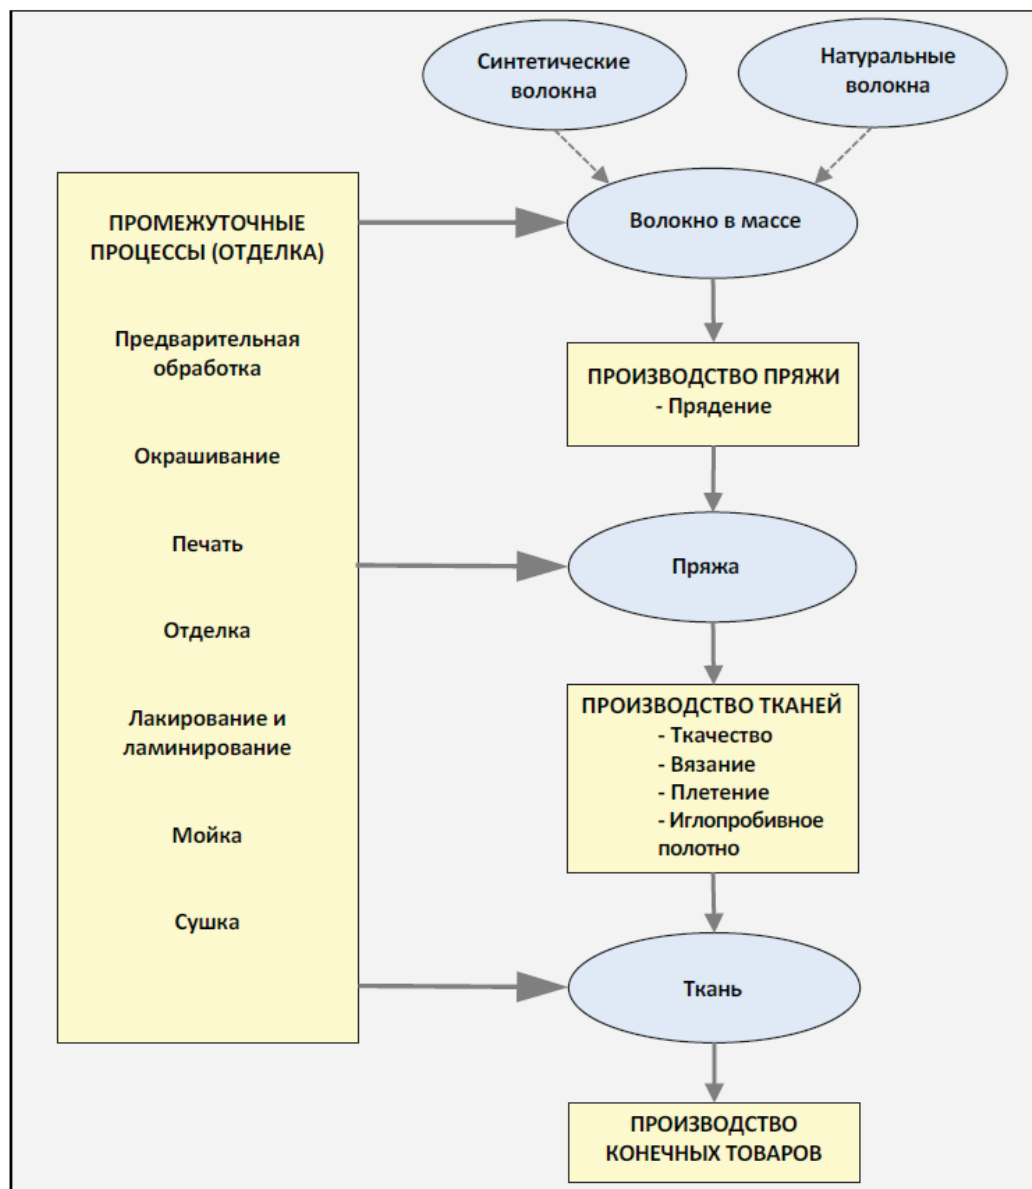 Синтетические
волокна
Натуральные
волокна
ПРОМЕЖУТОЧНЫЕ
ПРОЦЕССЫ (ОТДЕЛКА)
Волокно в массе
Предварительная
обработка
ПРОИЗВОДСТВО ПРЯЖИ
- Прядение
Окрашивание
Печать
Пряжа
Отделка
Лакирование и
ламинирование
ПРОИЗВОДСТВО ТКАНЕЙ
- Ткачество
- Вязание
- Плетение
- Иглопробивное
полотно
Мойка
Сушка
Ткань
ПРОИЗВОДСТВО
КОНЕЧНЫХ ТОВАРОВ